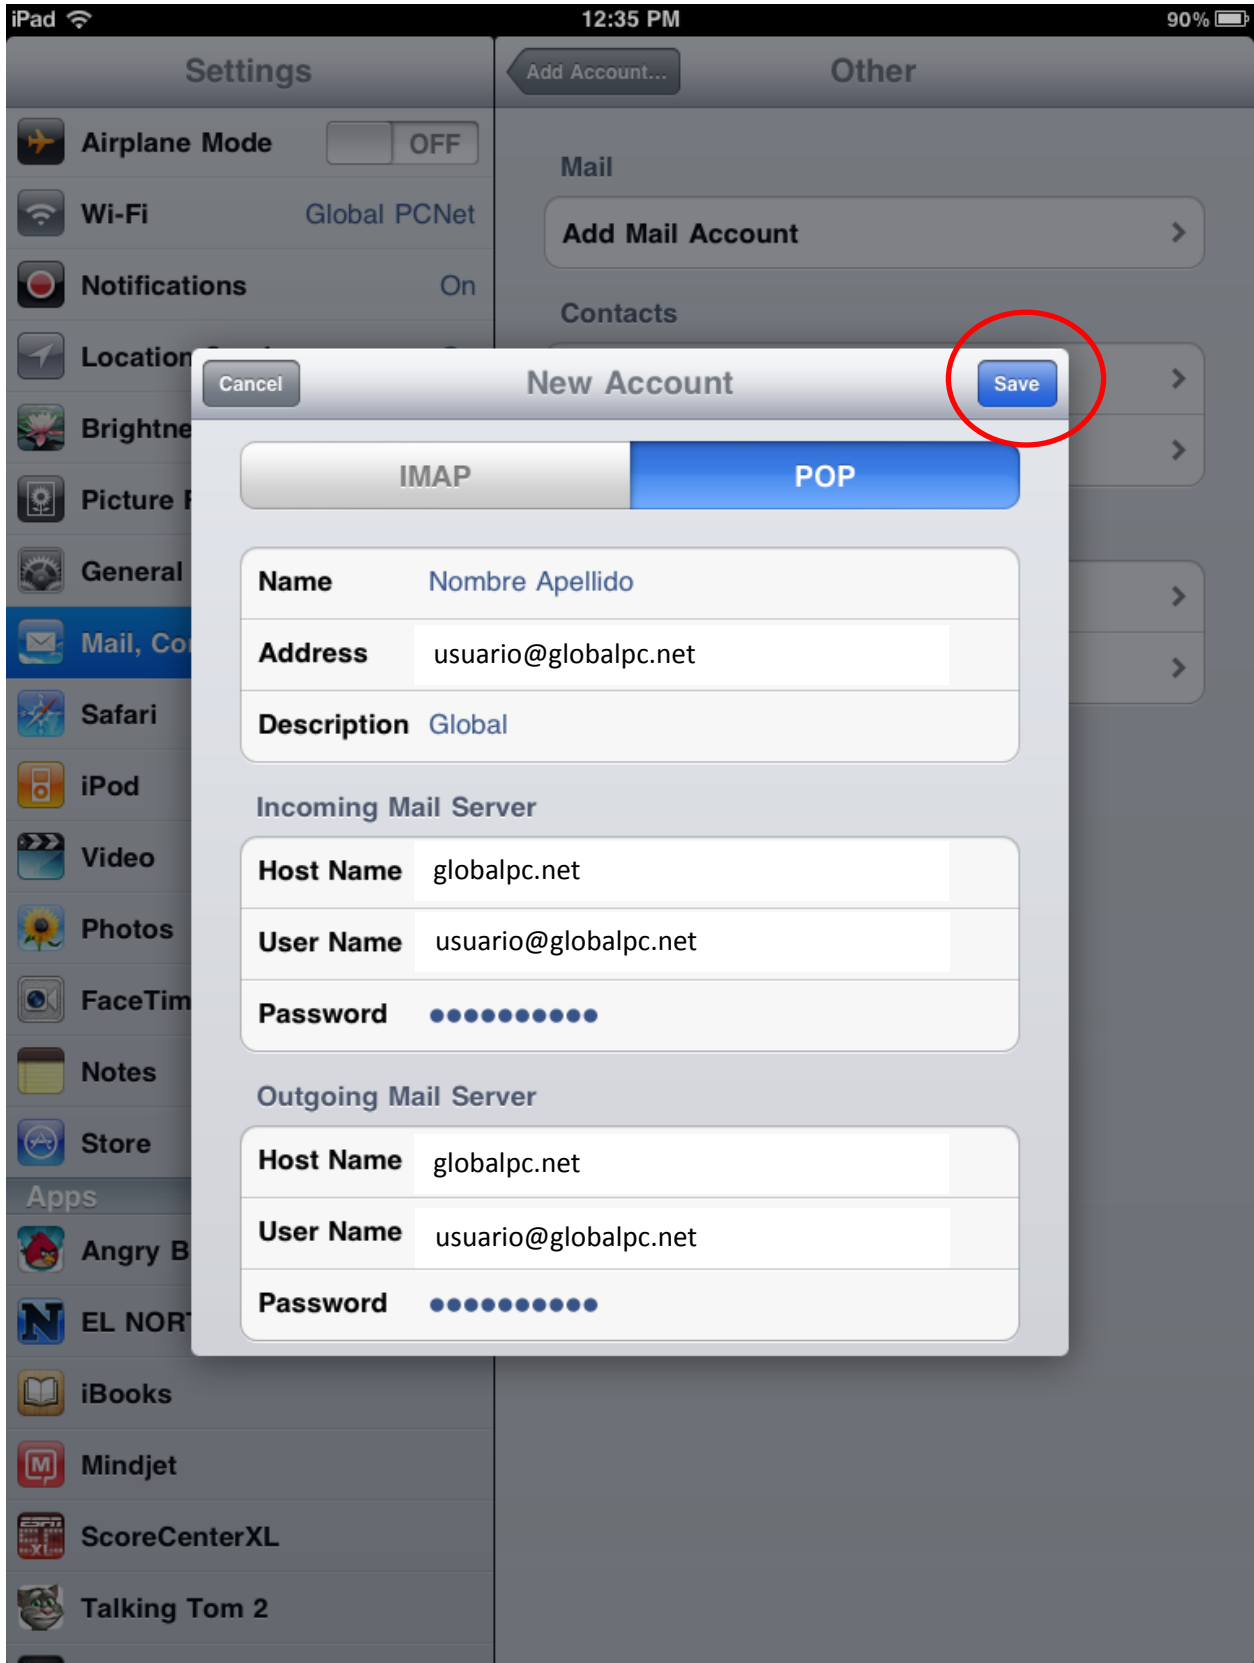 iPad 12:35 PM 90%
Settings
Add Account... Other
Airplane Mode OFF
Wi-Fi Global PCNet
Notifications On
Location
Brightne
Picture
General
Mail, Co
Safari
iPod
Video
Photos
FaceTim
Notes
Store
Apps
Angry B
EL NOR
iBooks
Mindjet
ScoreCenterXL
Talking Tom 2
Mail
Add Mail Account
Contacts
Cancel New Account Save
IMAP POP
Name Nombre Apellido
Address usuario@globalpc.net
Description Global
Incoming Mail Server
Host Name globalpc.net
User Name usuario@globalpc.net
Password ●●●●●●●●●●
Outgoing Mail Server
Host Name globalpc.net
User Name usuario@globalpc.net
Password ●●●●●●●●●●